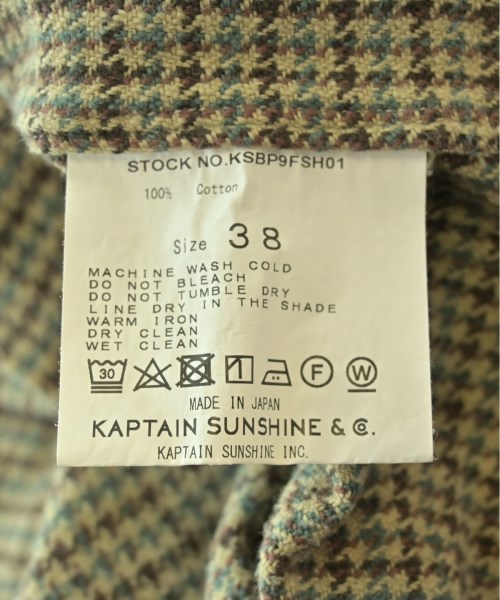 STOCK NO.KSBP9FSH01
100% Cotton
Size 38
MACHINE WASH COLD
DO NOT BLEACH
DO NOT TUMBLE DRY
LINE DRY IN THE SHADE
WARM IRON
DRY CLEAN
WET CLEAN
30 F W
MADE IN JAPAN
KAPTAIN SUNSHINE & Co.
KAPTAIN SUNSHINE INC.